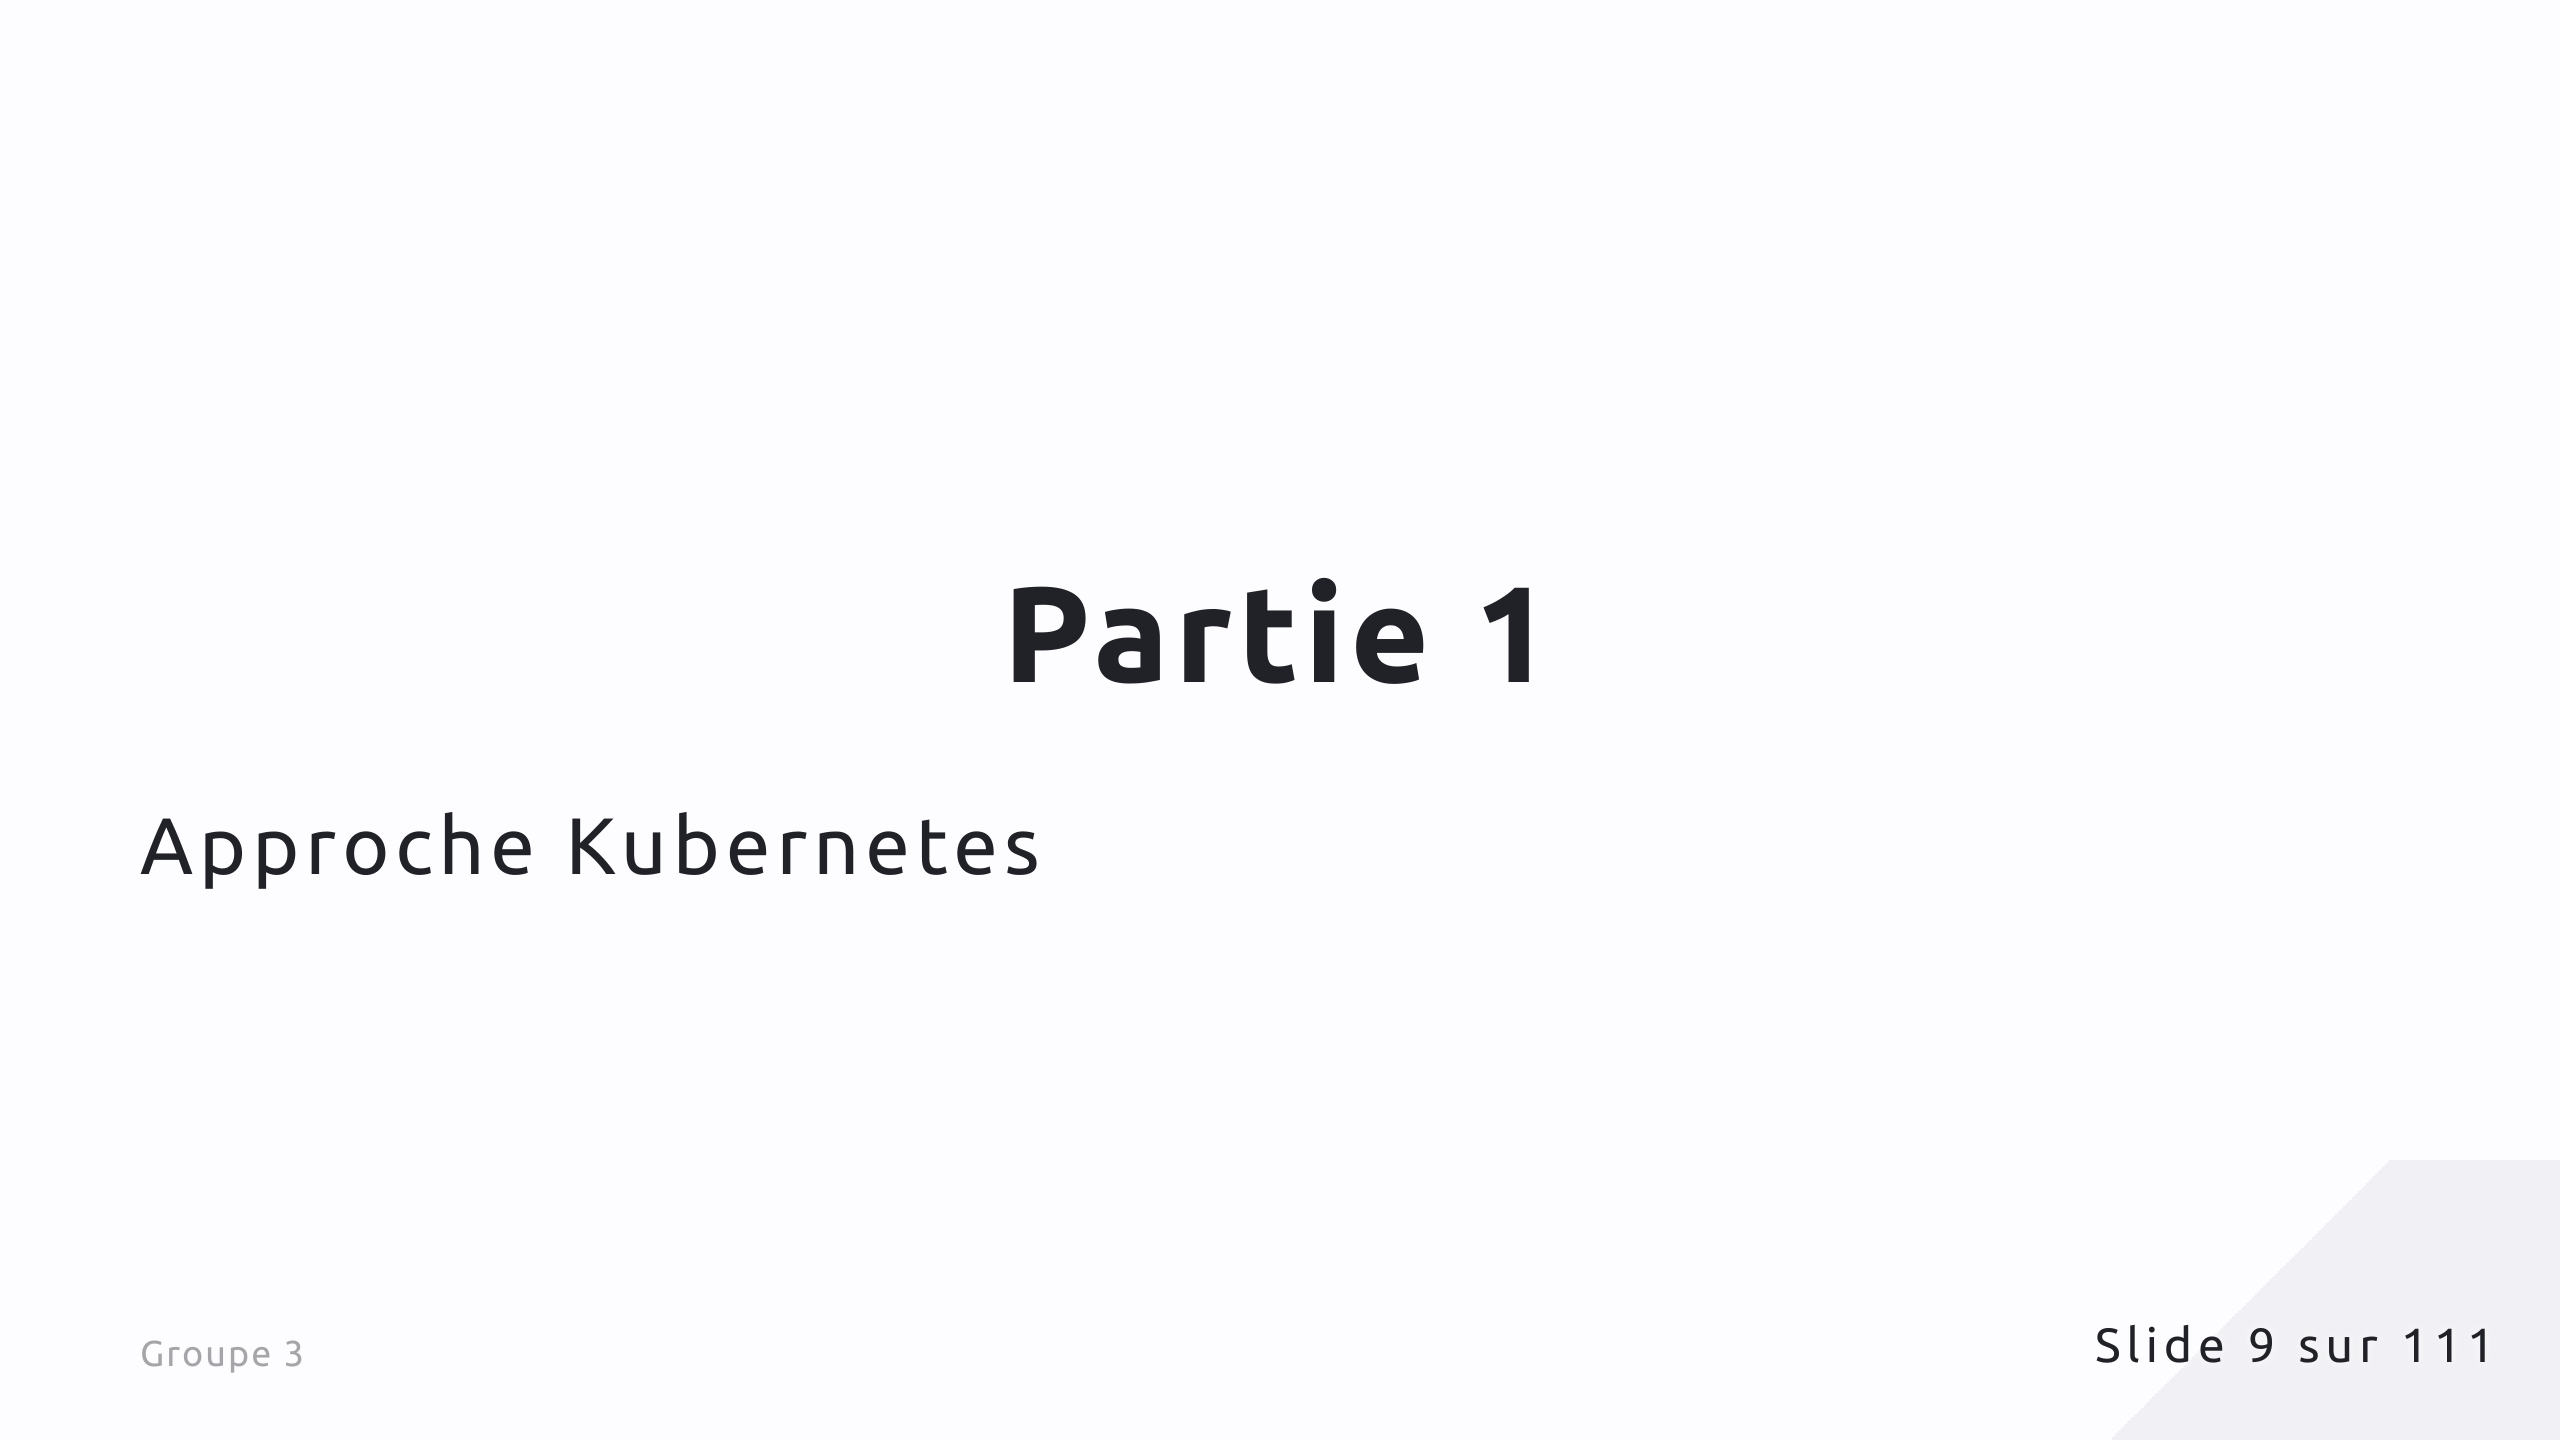 Partie 1
Approche Kubernetes
Groupe 3
Slide 9 sur 111